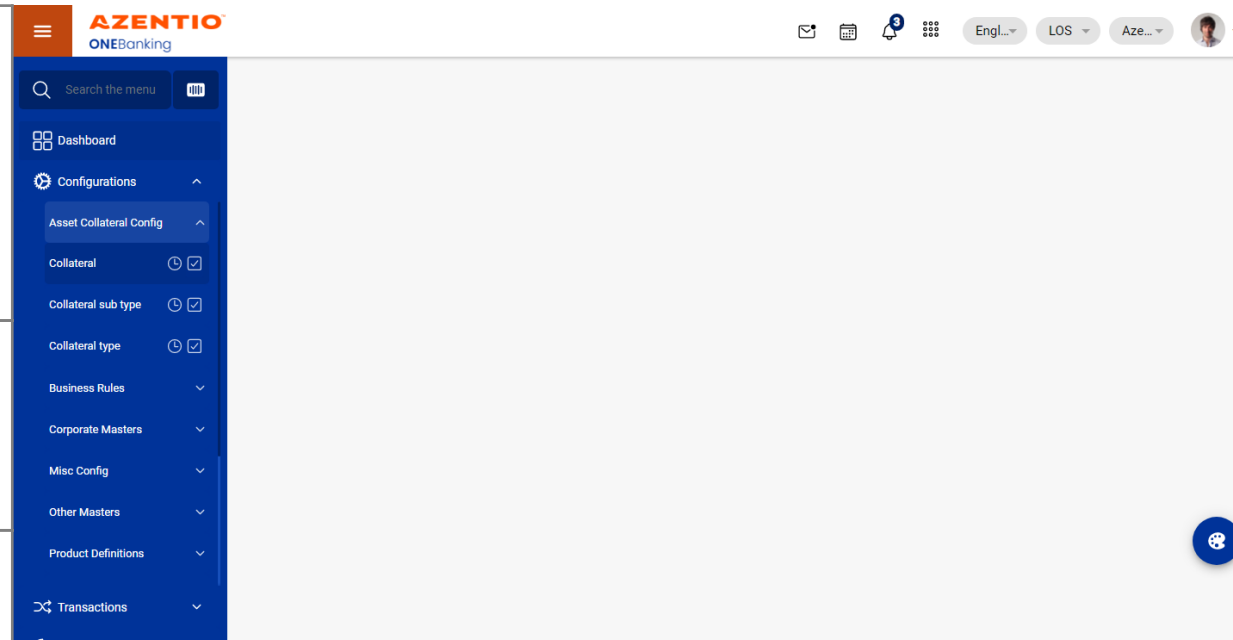 AZENTIO
ONEBanking
3
Engl...
LOS
Aze...
Search the menu
Dashboard
Configurations
Asset Collateral Config
Collateral
Collateral sub type
Collateral type
Business Rules
Corporate Masters
Misc Config
Other Masters
Product Definitions
Transactions